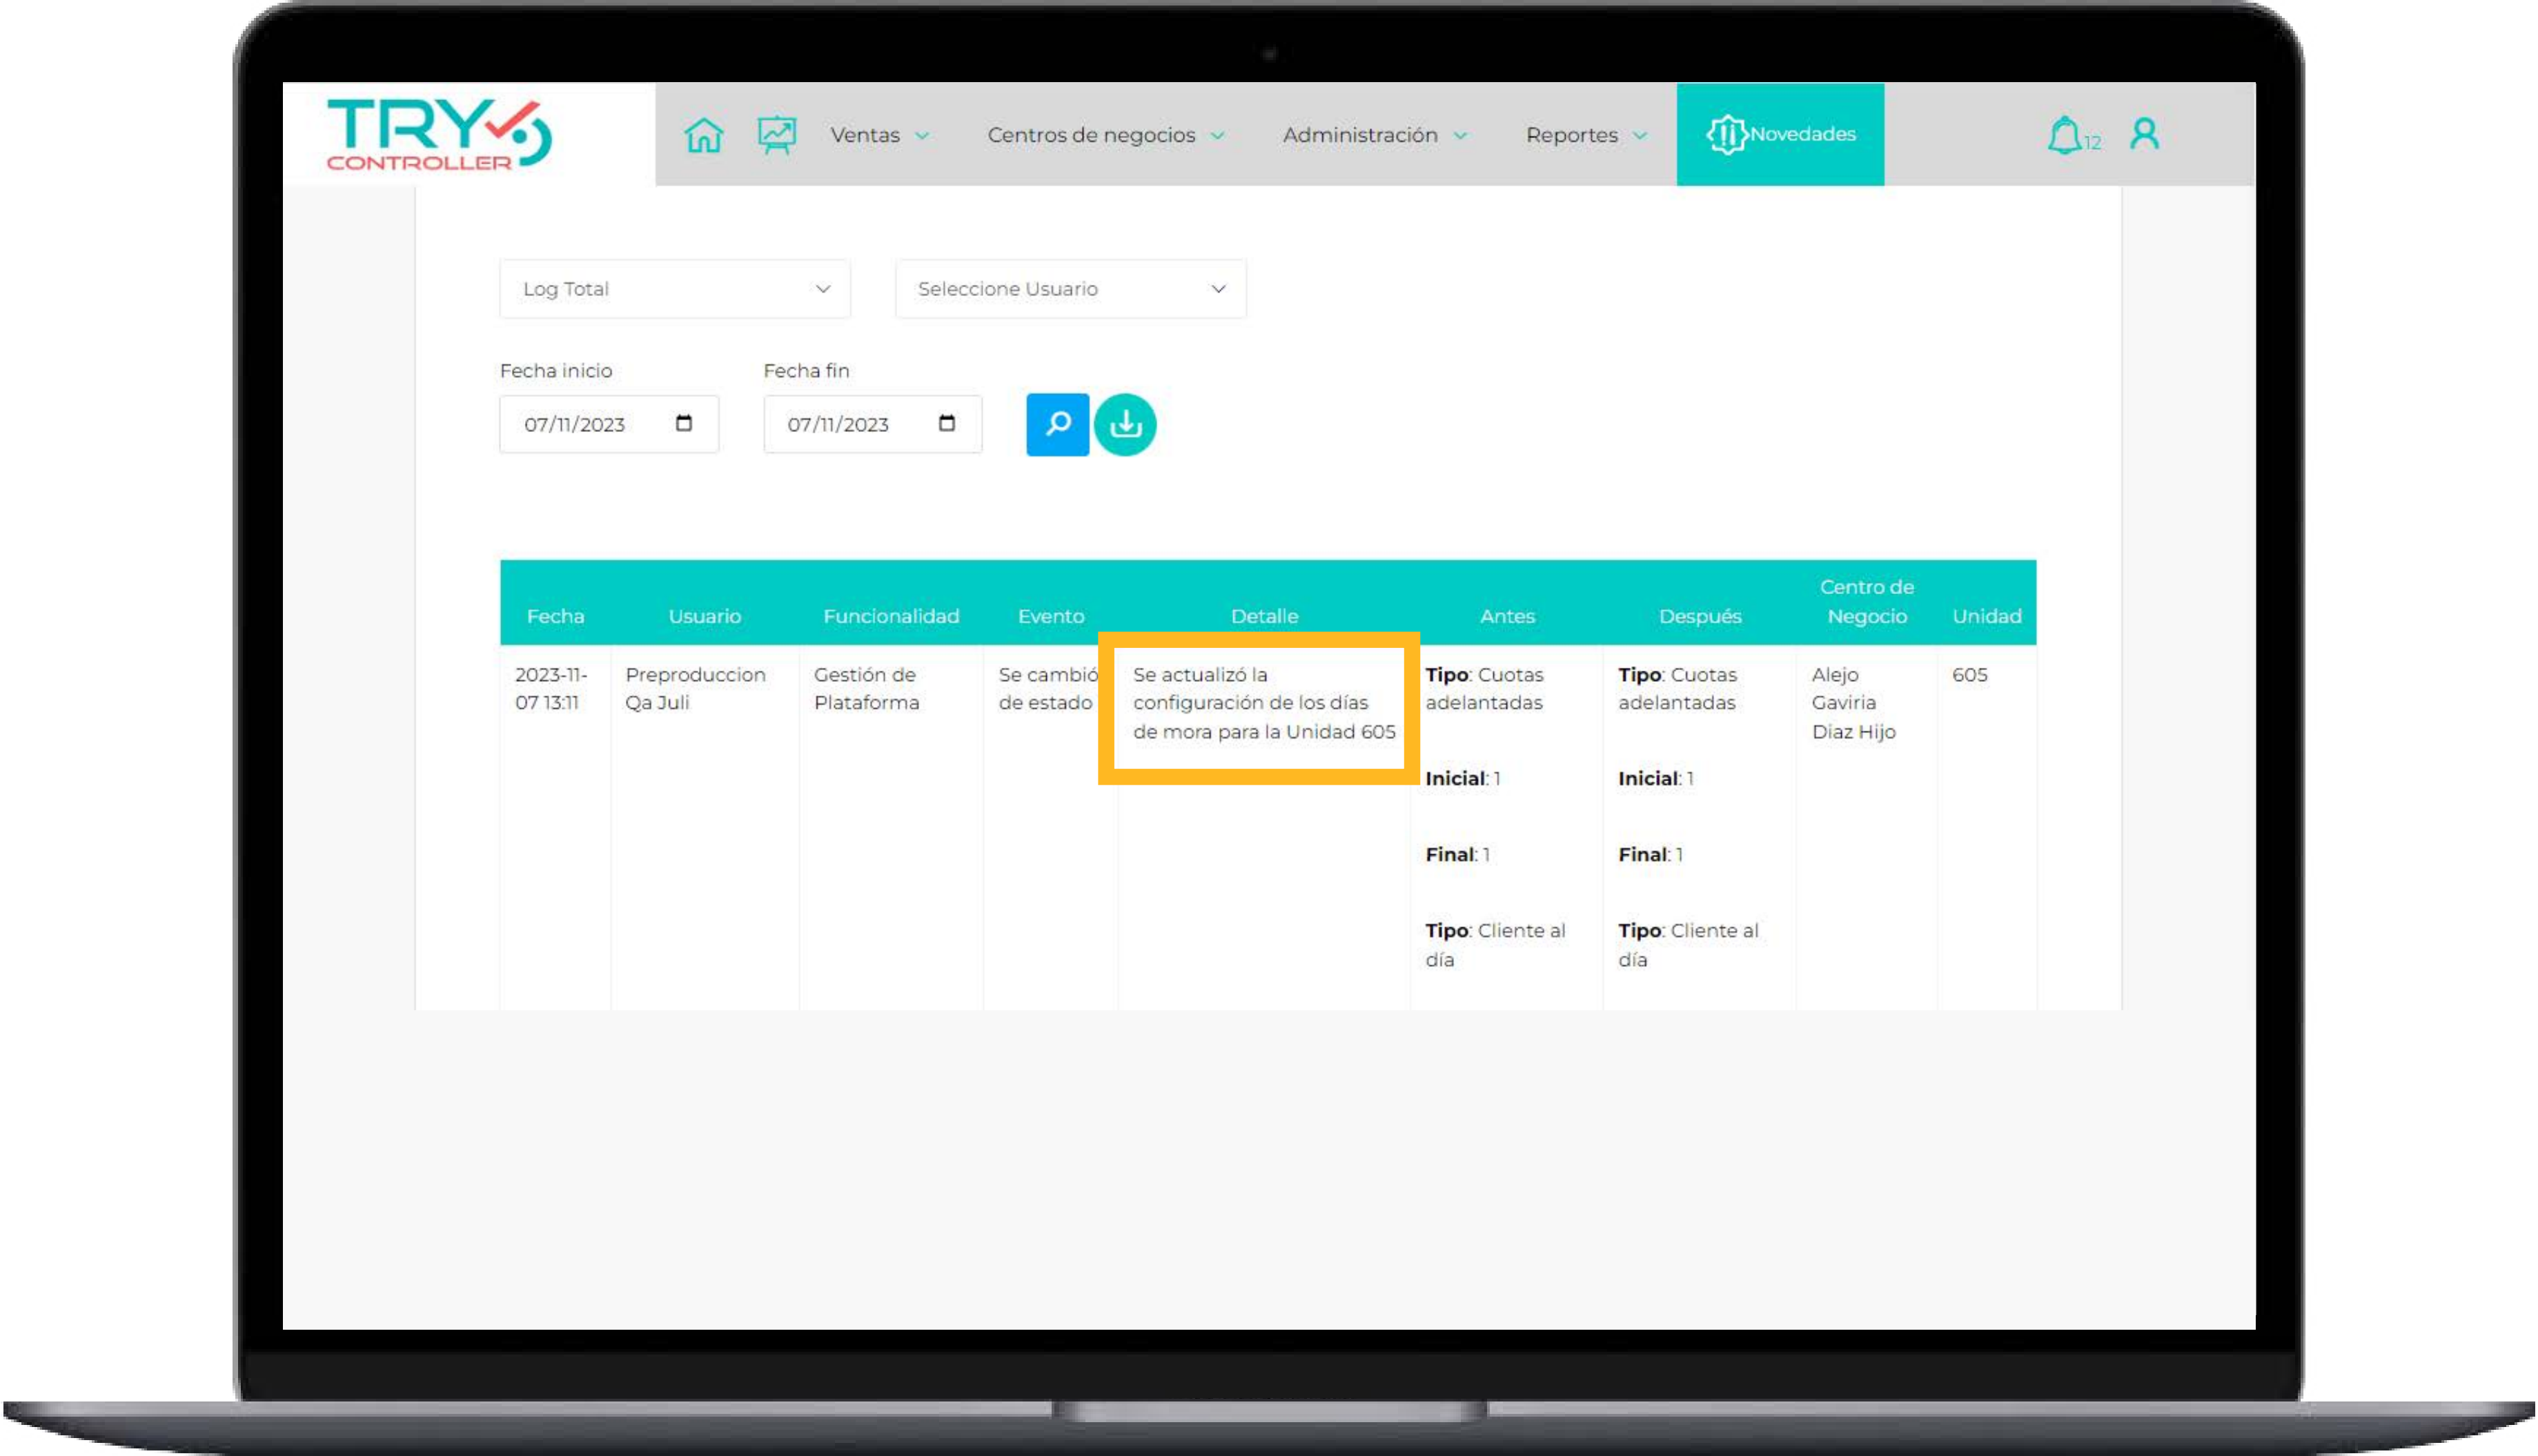 TRY
CONTROLLER
Ventas
Centros de negocios
Administración
Reportes
Novedades
12
Log Total
Seleccione Usuario
Fecha inicio
Fecha fin
07/11/2023
07/11/2023
Fecha
Usuario
Funcionalidad
Evento
Detalle
Antes
Después
Centro de
Negocio
Unidad
2023-11-
07 13:11
Preproduccion
Qa Juli
Gestión de
Plataforma
Se cambió
de estado
Se actualizó la
configuración de los días
de mora para la Unidad 605
Tipo: Cuotas
adelantadas
Inicial: 1
Final: 1
Tipo: Cliente al
día
Tipo: Cuotas
adelantadas
Inicial: 1
Final: 1
Tipo: Cliente al
día
Alejo
Gaviria
Diaz Hijo
605